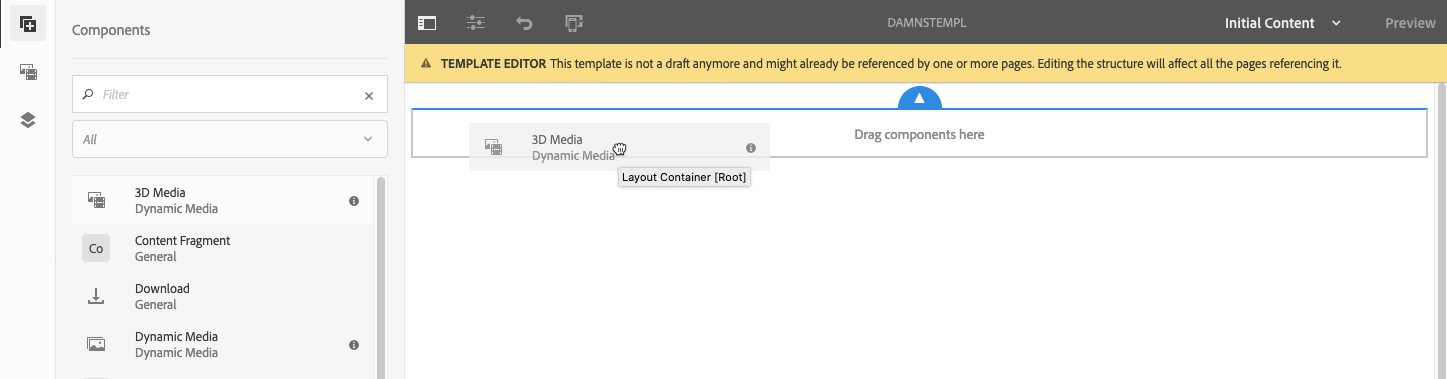 Components
Filter
All
3D Media
Dynamic Media
Co
Content Fragment
General
Download
General
Dynamic Media
Dynamic Media
DAMNSTEMPL
Initial Content
Preview
TEMPLATE EDITOR This template is not a draft anymore and might already be referenced by one or more pages. Editing the structure will affect all the pages referencing it.
Drag components here
3D Media
Dynamic Media
Layout Container [Root]